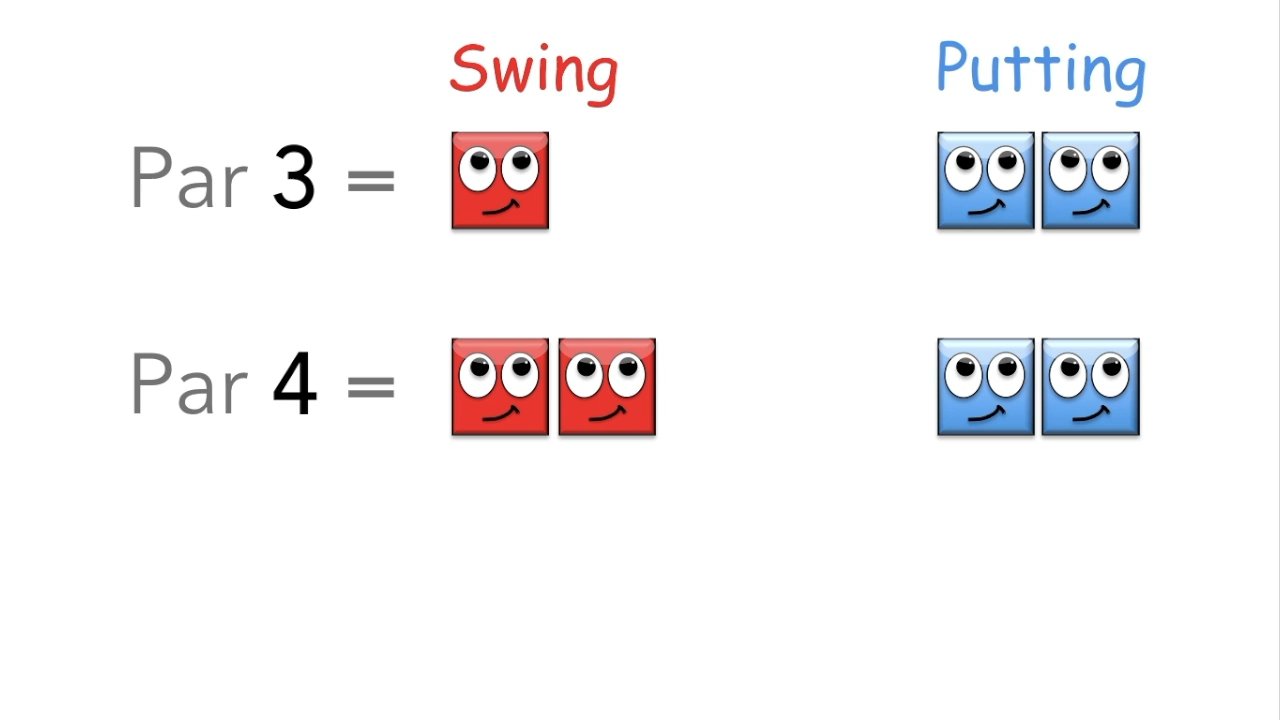 Swing Putting
Par 3 =
Par 4 =